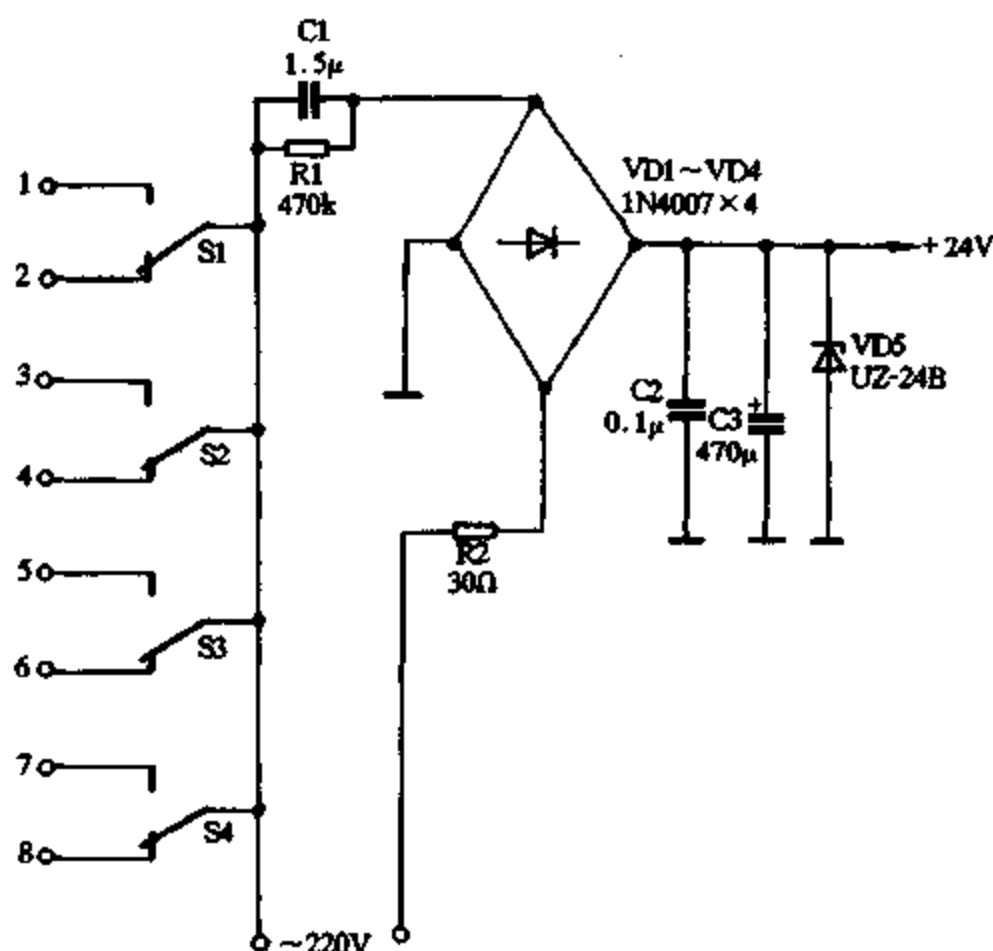 C1
1.5μ
R1
470k
VD1～VD4
1N4007×4
+24V
1
S1
2
3
S2
4
5
S3
6
7
S4
8
VD5
UZ-24B
C2
0.1μ
+
C3
470μ
R2
30Ω
～220V